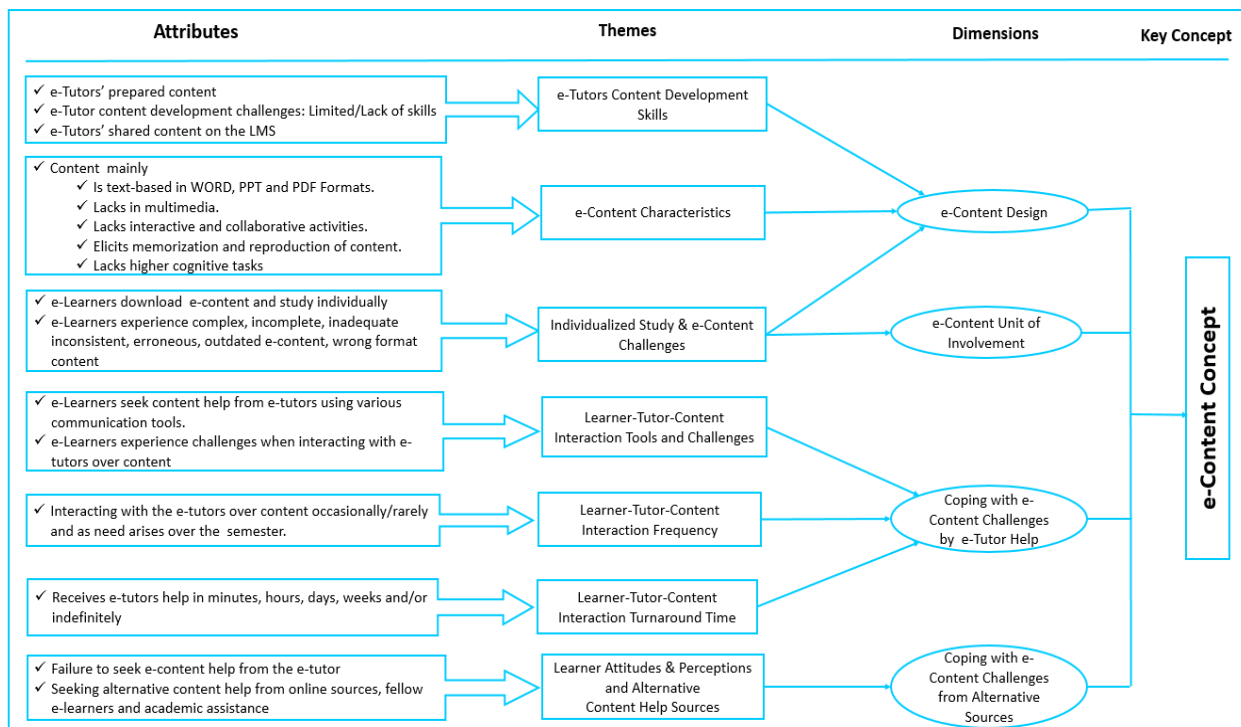 Attributes
Themes
Dimensions
Key Concept
✓ e-Tutors' prepared content
✓ e-Tutor content development challenges: Limited/Lack of skills
✓ e-Tutors' shared content on the LMS
e-Tutors Content Development
Skills
✓ Content mainly
✓ Is text-based in WORD, PPT and PDF Formats.
✓ Lacks in multimedia.
✓ Lacks interactive and collaborative activities.
✓ Elicits memorization and reproduction of content.
✓ Lacks higher cognitive tasks
e-Content Characteristics
e-Content Design
✓ e-Learners download e-content and study individually
✓ e-Learners experience complex, incomplete, inadequate
inconsistent, erroneous, outdated e-content, wrong format
content
Individualized Study & e-Content
Challenges
e-Content Unit of
Involvement
✓ e-Learners seek content help from e-tutors using various
communication tools.
✓ e-Learners experience challenges when interacting with e-
tutors over content
Learner-Tutor-Content
Interaction Tools and Challenges
✓ Interacting with the e-tutors over content occasionally/rarely
and as need arises over the semester.
Learner-Tutor-Content
Interaction Frequency
Coping with e-
Content Challenges
by e-Tutor Help
✓ Receives e-tutors help in minutes, hours, days, weeks and/or
indefinitely
Learner-Tutor-Content
Interaction Turnaround Time
✓ Failure to seek e-content help from the e-tutor
✓ Seeking alternative content help from online sources, fellow
e-learners and academic assistance
Learner Attitudes & Perceptions
and Alternative
Content Help Sources
Coping with e-
Content Challenges
from Alternative
Sources
e-Content Concept